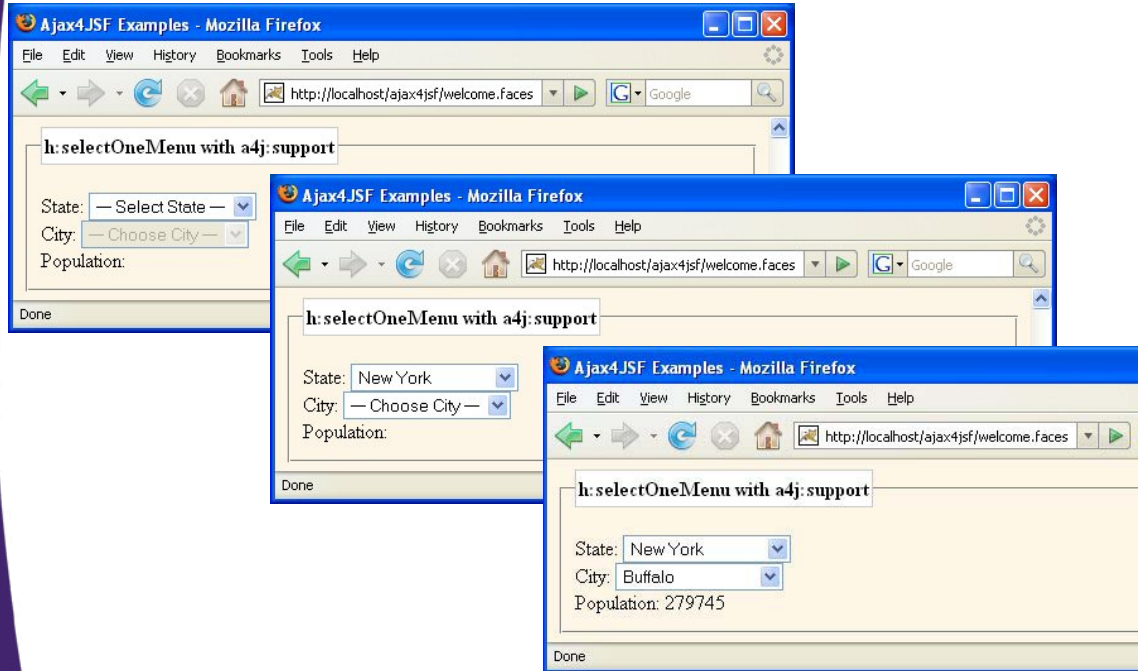 Ajax4JSF Examples - Mozilla Firefox
File Edit View History Bookmarks Tools Help
http://localhost/ajax4jsf/welcome.faces G Google
h:selectOneMenu with a4j:support
State: — Select State —
City: — Choose City —
Population:
Done
Ajax4JSF Examples - Mozilla Firefox
File Edit View History Bookmarks Tools Help
http://localhost/ajax4jsf/welcome.faces G Google
h:selectOneMenu with a4j:support
State: New York
City: — Choose City —
Population:
Done
Ajax4JSF Examples - Mozilla Firefox
File Edit View History Bookmarks Tools Help
http://localhost/ajax4jsf/welcome.faces
h:selectOneMenu with a4j:support
State: New York
City: Buffalo
Population: 279745
Done